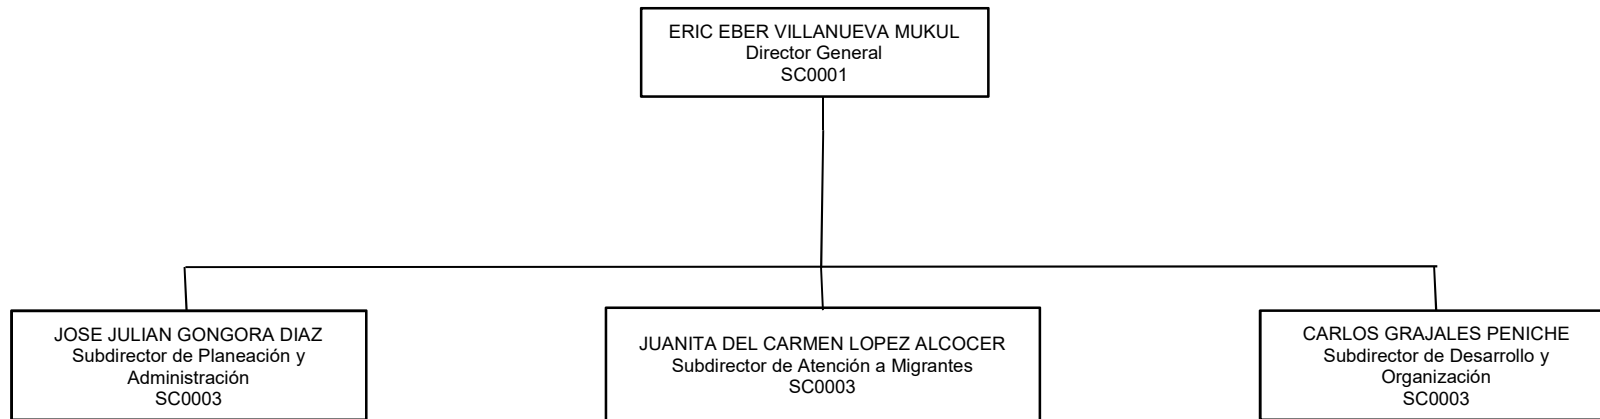 ERIC EBER VILLANUEVA MUKUL
Director General
SC0001
JOSE JULIAN GONGORA DIAZ
Subdirector de Planeación y
Administración
SC0003
JUANITA DEL CARMEN LOPEZ ALCOCER
Subdirector de Atención a Migrantes
SC0003
CARLOS GRAJALES PENICHE
Subdirector de Desarrollo y
Organización
SC0003